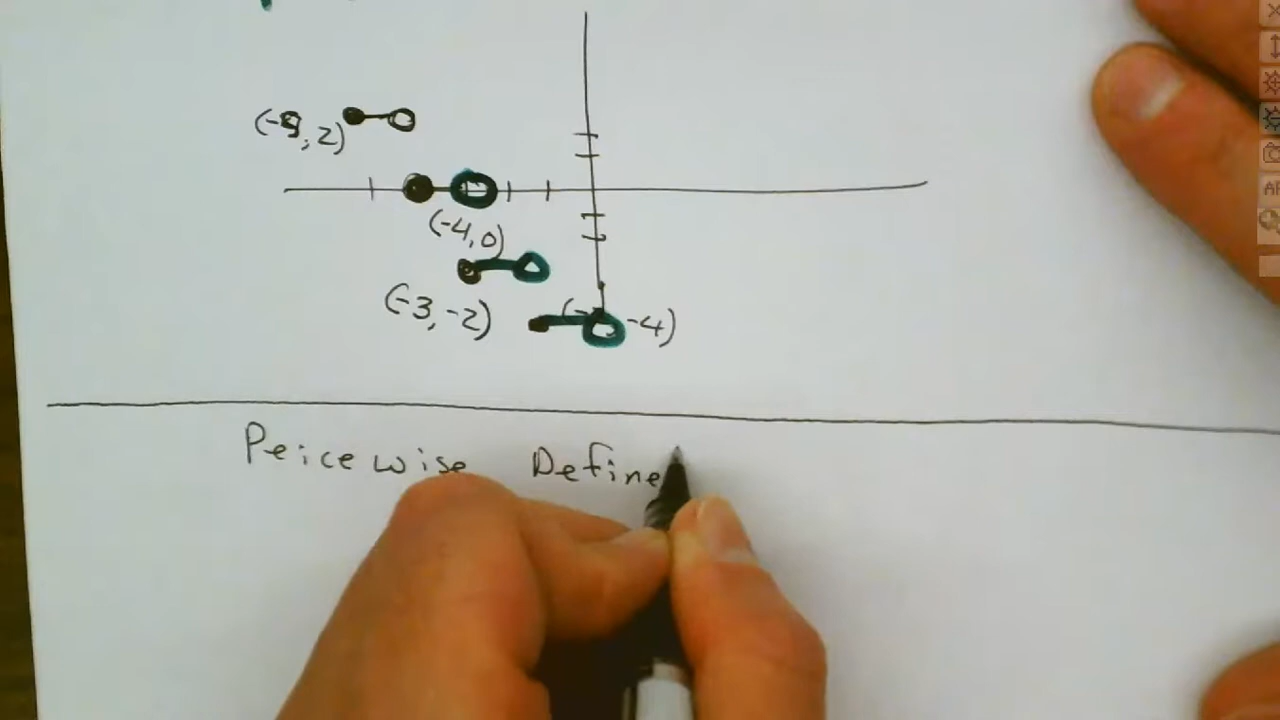 (-5, 2)
(-4,0)
(-3,-2)
-4)
Peicewise Define